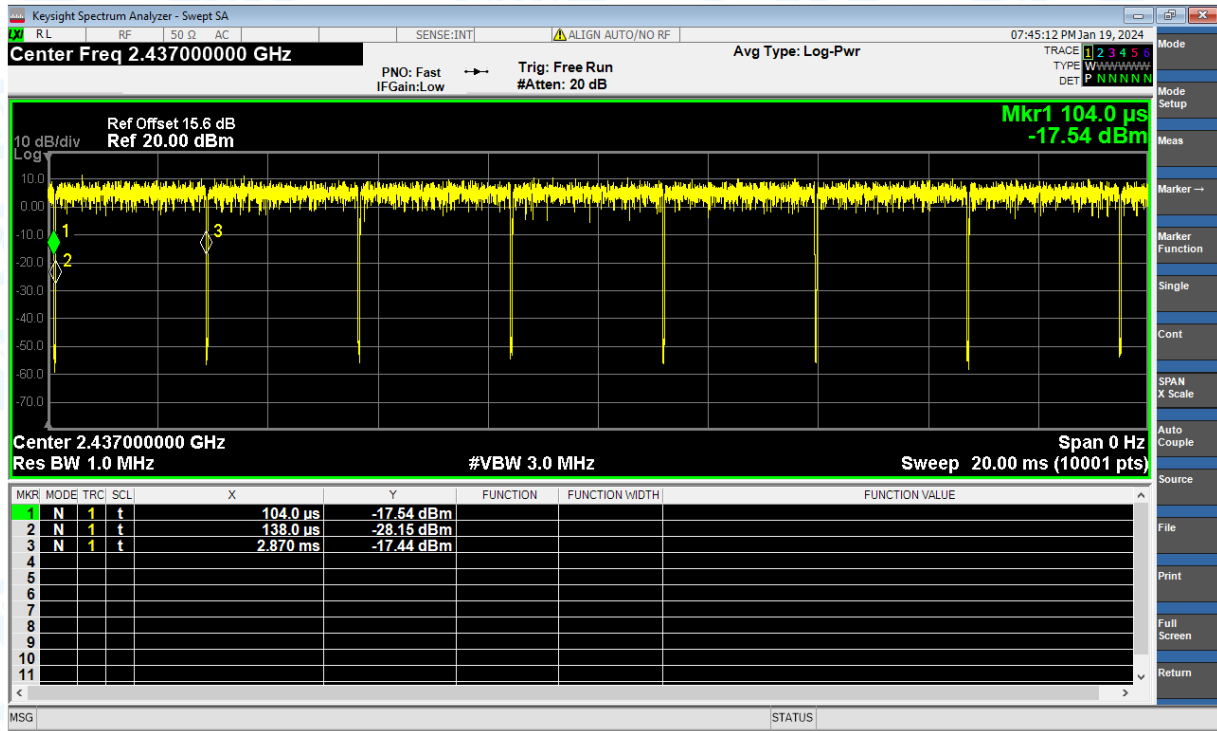 Keysight Spectrum Analyzer - Swept SA
LXI RL RF 50 Ω AC SENSE:INT ALIGN AUTO/NO RF 07:45:12 PM Jan 19, 2024
Center Freq 2.437000000 GHz Avg Type: Log-Pwr TRACE 1 2 3 4 5 6
PNO: Fast Trig: Free Run TYPE WWWWWW
IFGain:Low #Atten: 20 dB DET P N N N N N
Mkr1 104.0 µs
-17.54 dBm
Ref Offset 15.6 dB
10 dB/div Ref 20.00 dBm
Log
10.0
0.00
-10.0
-20.0
-30.0
-40.0
-50.0
-60.0
-70.0
1
2
3
Center 2.437000000 GHz Span 0 Hz
Res BW 1.0 MHz #VBW 3.0 MHz Sweep 20.00 ms (10001 pts)
MKR MODE TRC SCL X Y FUNCTION FUNCTION WIDTH FUNCTION VALUE
1 N 1 t 104.0 µs -17.54 dBm
2 N 1 t 138.0 µs -28.15 dBm
3 N 1 t 2.870 ms -17.44 dBm
4
5
6
7
8
9
10
11
MSG STATUS
Mode
Mode
Setup
Meas
Marker →
Marker
Function
Single
Cont
SPAN
X Scale
Auto
Couple
Source
File
Print
Full
Screen
Return